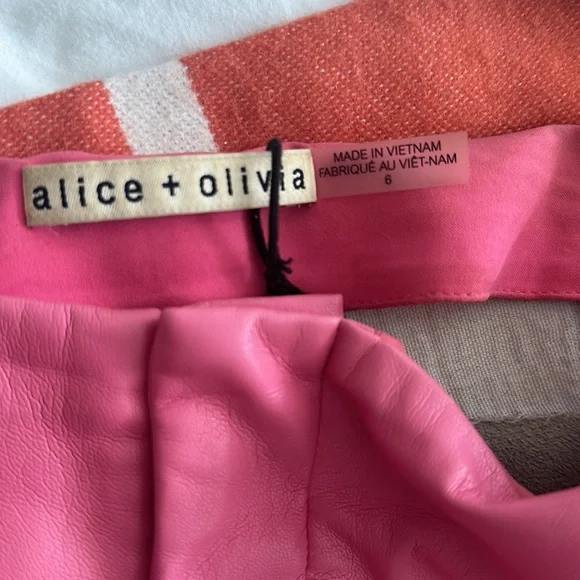 alice + olivia
MADE IN VIETNAM
FABRIQUÉ AU VIÊT-NAM
6